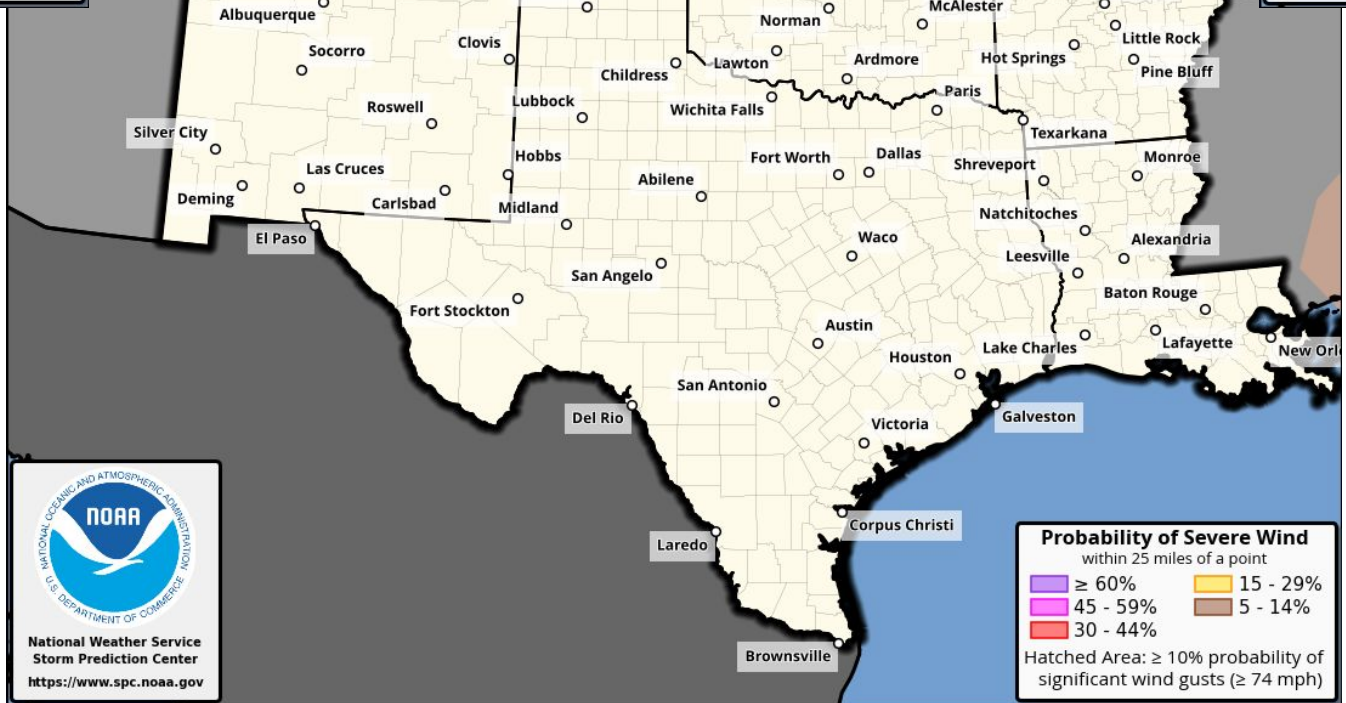 Albuquerque
McAlester
Norman
Socorro
Clovis
Little Rock
Lawton
Ardmore
Hot Springs
Childress
Pine Bluff
Roswell
Lubbock
Wichita Falls
Paris
Silver City
Texarkana
Hobbs
Fort Worth
Dallas
Shreveport
Monroe
Las Cruces
Abilene
Deming
Carlsbad
Midland
Natchitoches
El Paso
Waco
Alexandria
San Angelo
Leesville
Fort Stockton
Baton Rouge
Austin
Houston
Lake Charles
Lafayette
New Orl
San Antonio
Del Rio
Victoria
Galveston
Corpus Christi
Laredo
Brownsville
NATIONAL OCEANIC AND ATMOSPHERIC ADMINISTRATION
NOAA
U.S. DEPARTMENT OF COMMERCE
National Weather Service
Storm Prediction Center
https://www.spc.noaa.gov
Probability of Severe Wind
within 25 miles of a point
≥ 60%
15 - 29%
45 - 59%
5 - 14%
30 - 44%
Hatched Area: ≥ 10% probability of
significant wind gusts (≥ 74 mph)